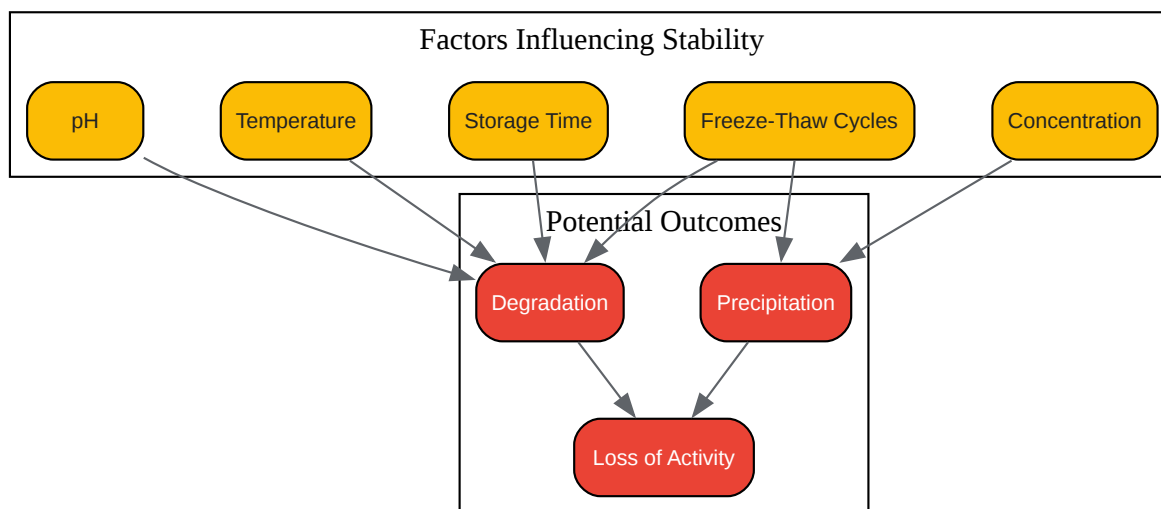 Factors Influencing Stability
pH
Temperature
Storage Time
Freeze-Thaw Cycles
Concentration
Potential Outcomes
Degradation
Precipitation
Loss of Activity